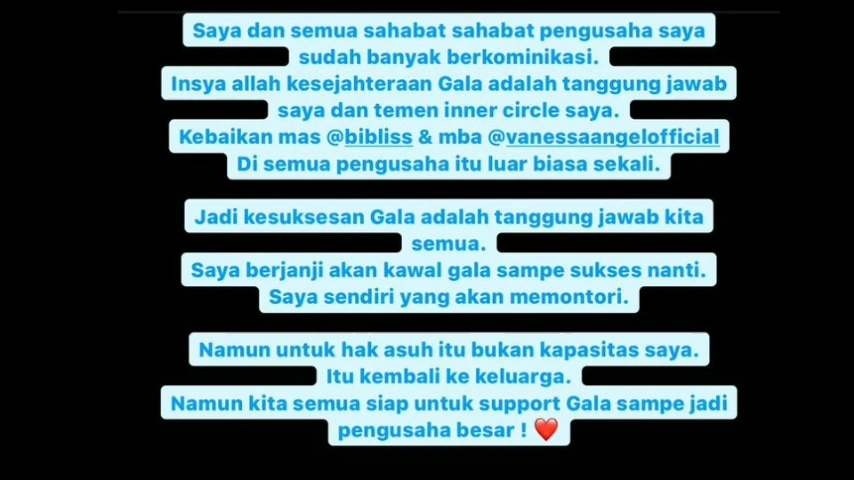 Saya dan semua sahabat sahabat pengusaha saya
sudah banyak berkominikasi.
Insya allah kesejahteraan Gala adalah tanggung jawab
saya dan temen inner circle saya.
Kebaikan mas @bibliss & mba @vanessaangelofficial
Di semua pengusaha itu luar biasa sekali.
Jadi kesuksesan Gala adalah tanggung jawab kita
semua.
Saya berjanji akan kawal gala sampe sukses nanti.
Saya sendiri yang akan memontori.
Namun untuk hak asuh itu bukan kapasitas saya.
Itu kembali ke keluarga.
Namun kita semua siap untuk support Gala sampe jadi
pengusaha besar ! ❤️